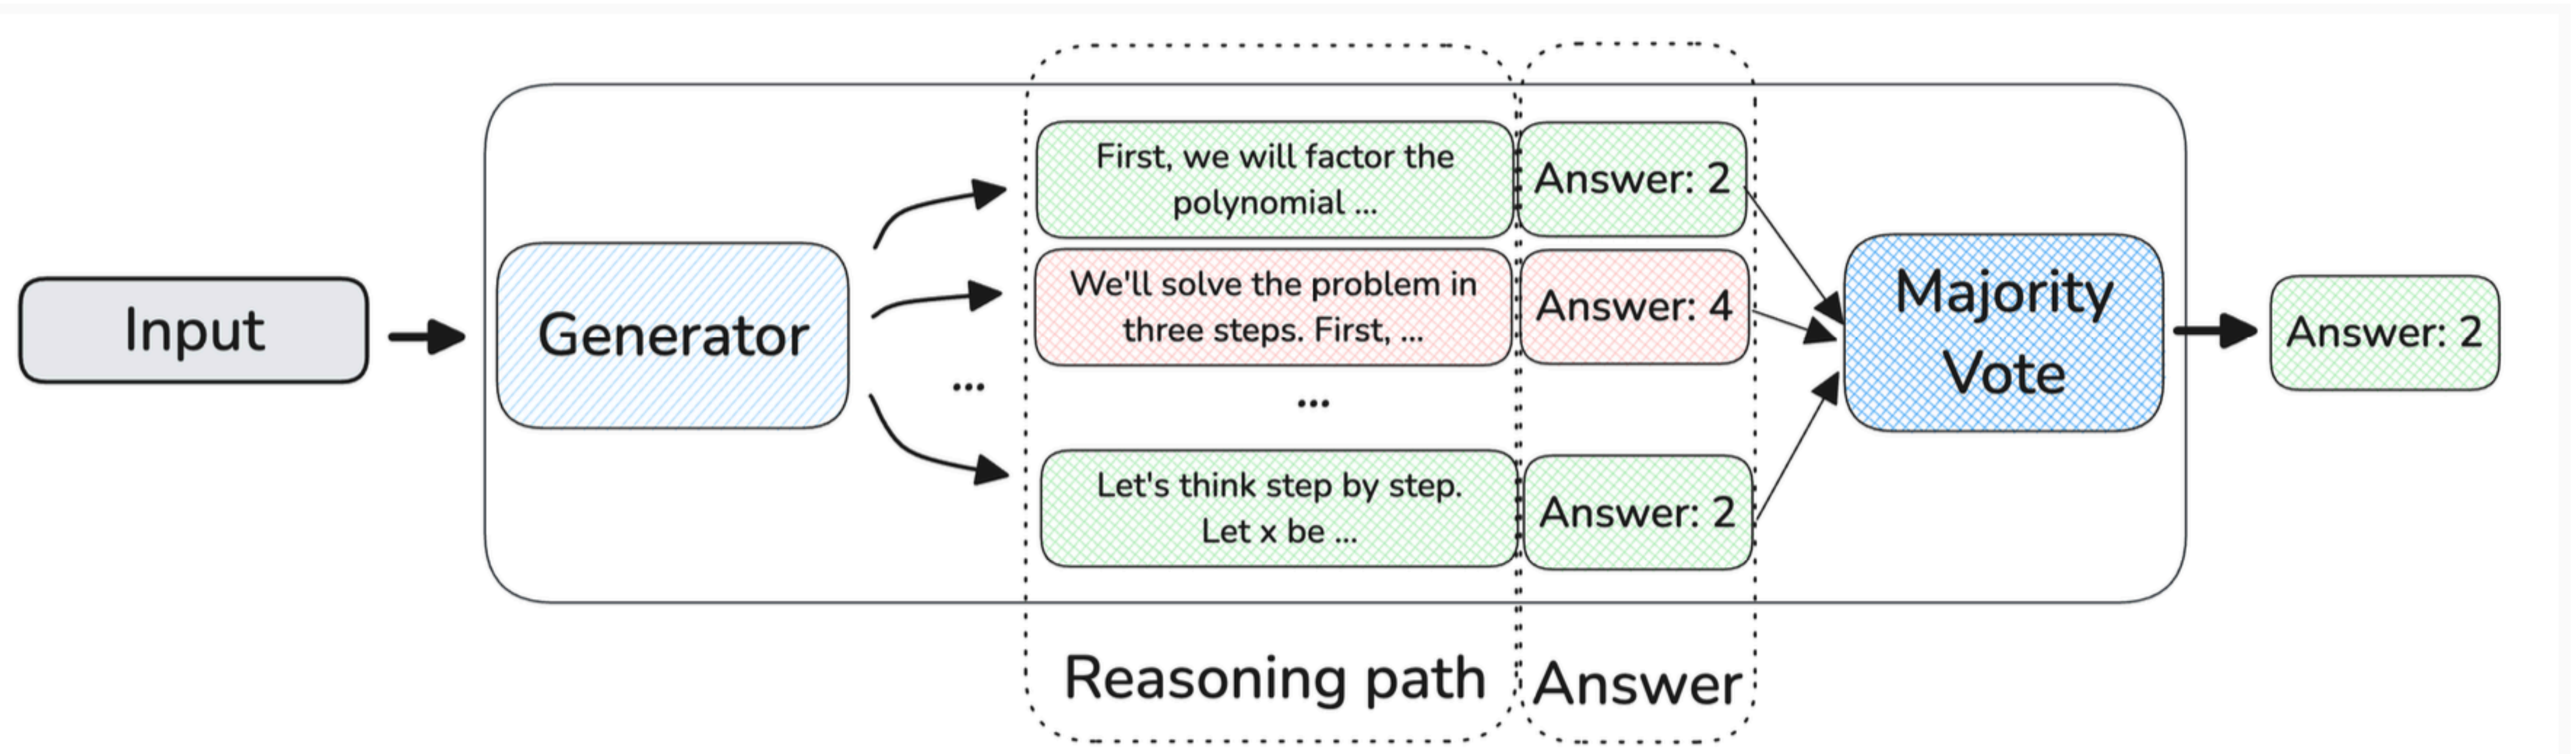 Input
Generator
...
First, we will factor the
polynomial ...
Answer: 2
We'll solve the problem in
three steps. First, ...
Answer: 4
...
Let's think step by step.
Let x be ...
Answer: 2
Reasoning path
Answer
Majority
Vote
Answer: 2